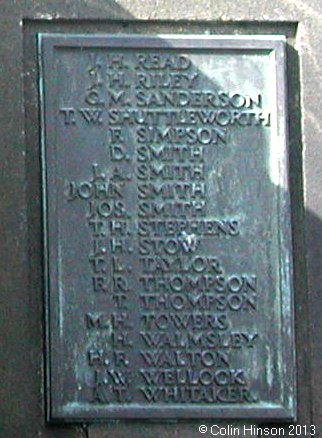 J. H. READ
J. H. RILEY
G. M. SANDERSON
T. W. SHUTTLEWORTH
F. SIMPSON
D. SMITH
J. A. SMITH
JOHN SMITH
JOS. SMITH
T. H. STEPHENS
J. H. STOW
T. L. TAYLOR
F. R. THOMPSON
T. THOMPSON
M. H. TOWERS
H. WALMSLEY
H. F. WALTON
J. W. WELLOCK
A. T. WHITAKER
© Colin Hinson 2013